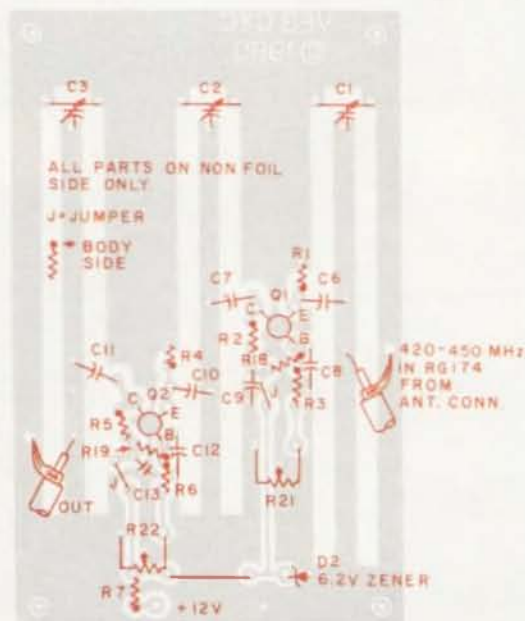 C3
C2
C1
ALL PARTS ON NON FOIL
SIDE ONLY
J=JUMPER
BODY
SIDE
R1
C7
Q1
C6
C
E
R2
B
R18
C11
R4
C8
420-450 MHz
IN RG174
FROM
ANT. CONN.
C10
C9
J
R3
C
Q2
E
R5
B
R19
C12
J
C13
R6
OUT
R21
R22
D2
6.2V ZENER
R7
+12V